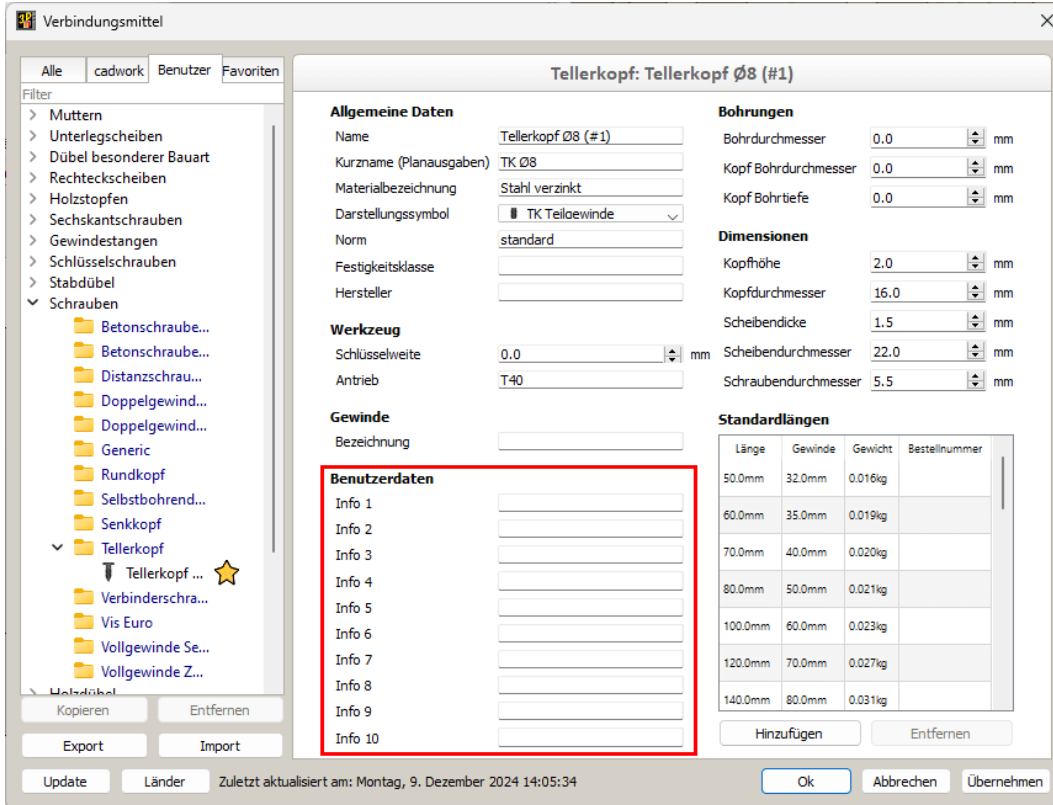 Verbindungsmittel
Alle cadwork Benutzer Favoriten
Filter
Muttern
Unterlegscheiben
Dübel besonderer Bauart
Rechteckscheiben
Holzstopfen
Sechskantschrauben
Gewindestangen
Schlüsselschrauben
Stabdübel
Schrauben
Betonschraube...
Betonschraube...
Distanzschrau...
Doppelgewind...
Doppelgewind...
Generic
Rundkopf
Selbstbohrend...
Senkkopf
Tellerkopf
Tellerkopf ...
Verbinderschra...
Vis Euro
Vollgewinde Se...
Vollgewinde Z...
Holzdübel
Kopieren Entfernen
Export Import
Tellerkopf: Tellerkopf Ø8 (#1)
Allgemeine Daten
Name Tellerkopf Ø8 (#1)
Kurzname (Planausgaben) TK Ø8
Materialbezeichnung Stahl verzinkt
Darstellungssymbol TK Teilgewinde
Norm standard
Festigkeitsklasse
Hersteller
Werkzeug
Schlüsselweite 0.0 mm
Antrieb T40
Gewinde
Bezeichnung
Benutzerdaten
Info 1
Info 2
Info 3
Info 4
Info 5
Info 6
Info 7
Info 8
Info 9
Info 10
Bohrungen
Bohrdurchmesser 0.0 mm
Kopf Bohrdurchmesser 0.0 mm
Kopf Bohrtiefe 0.0 mm
Dimensionen
Kopfhöhe 2.0 mm
Kopfdurchmesser 16.0 mm
Scheibendicke 1.5 mm
Scheibendurchmesser 22.0 mm
Schraubendurchmesser 5.5 mm
Standardlängen
Länge Gewinde Gewicht Bestellnummer
50.0mm 32.0mm 0.016kg
60.0mm 35.0mm 0.019kg
70.0mm 40.0mm 0.020kg
80.0mm 50.0mm 0.021kg
100.0mm 60.0mm 0.023kg
120.0mm 70.0mm 0.027kg
140.0mm 80.0mm 0.031kg
Hinzufügen Entfernen
Update Länder Zuletzt aktualisiert am: Montag, 9. Dezember 2024 14:05:34 Ok Abbrechen Übernehmen